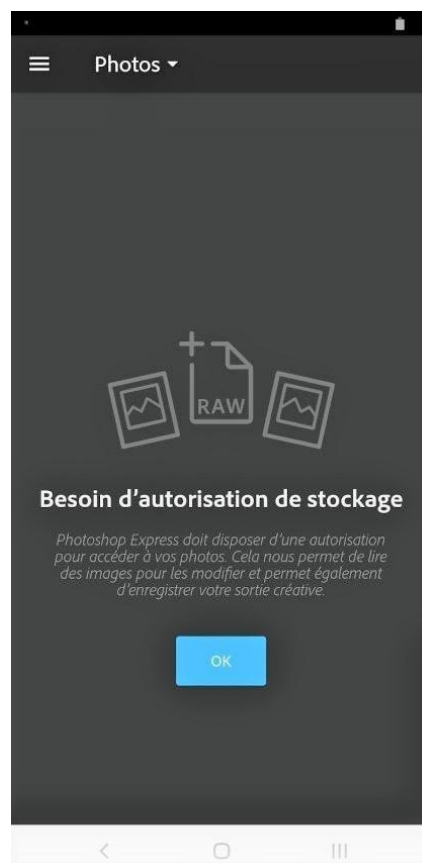 Photos
RAW
Besoin d'autorisation de stockage
Photoshop Express doit disposer d'une autorisation
pour accéder à vos photos. Cela nous permet de lire
des images pour les modifier et permet également
d'enregistrer votre sortie créative.
OK